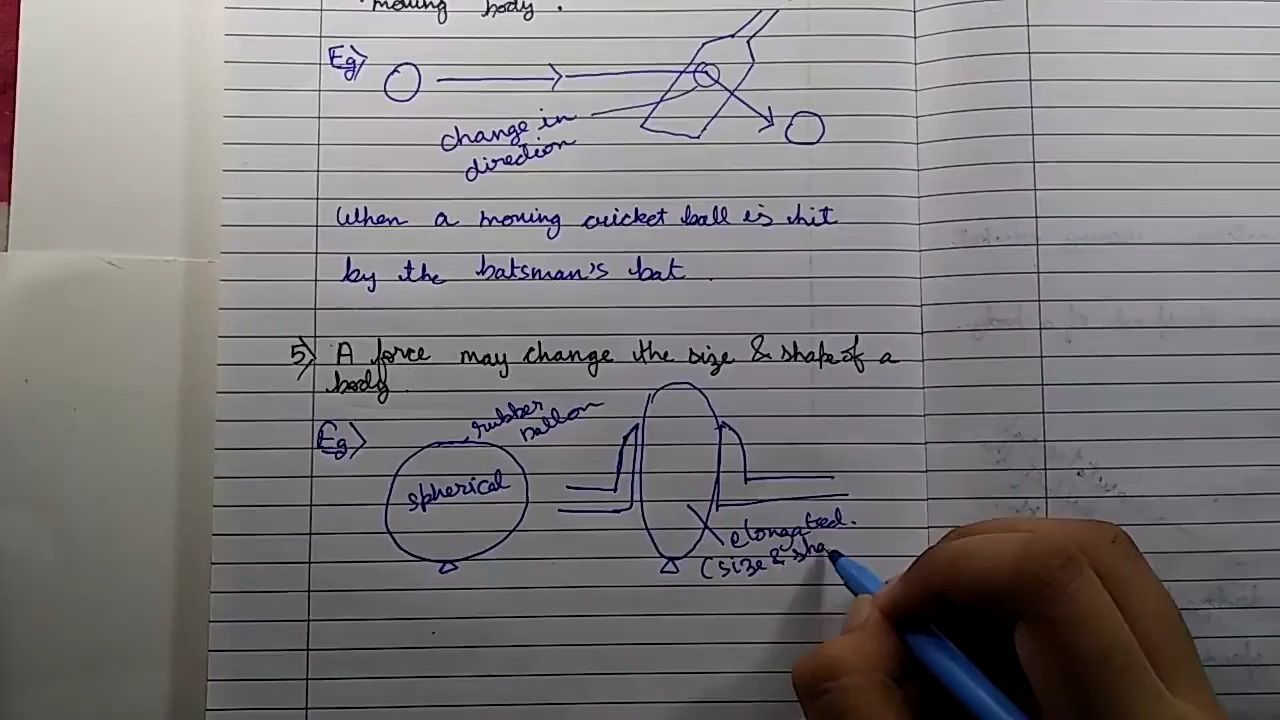 moving body.
Eg>
change in
direction
When a moving cricket ball is hit
by the batsman's bat.
5> A force may change the size & shape of a
body.
Eg>
rubber
balloon
spherical
elongated.
(size & sha